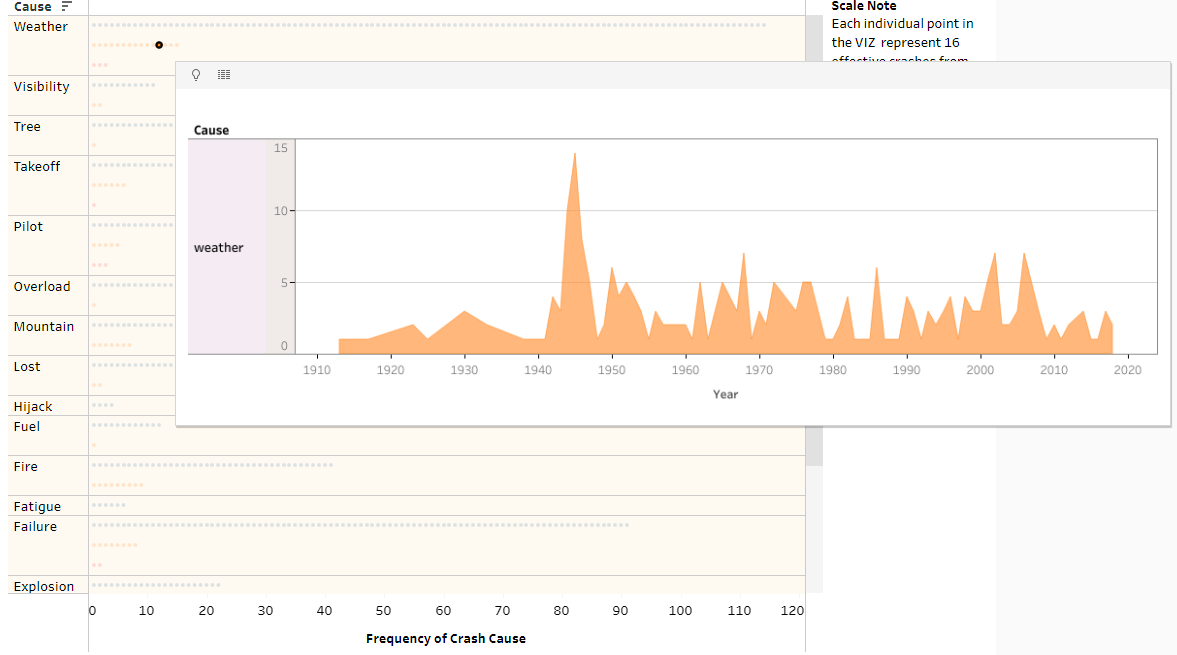 Cause
Weather
Visibility
Tree
Takeoff
Pilot
Overload
Mountain
Lost
Hijack
Fuel
Fire
Fatigue
Failure
Explosion
0 10 20 30 40 50 60 70 80 90 100 110 120
Frequency of Crash Cause
Scale Note
Each individual point in
the VIZ represent 16
effective crashes from
Cause
weather
15
10
5
0
1910 1920 1930 1940 1950 1960 1970 1980 1990 2000 2010 2020
Year